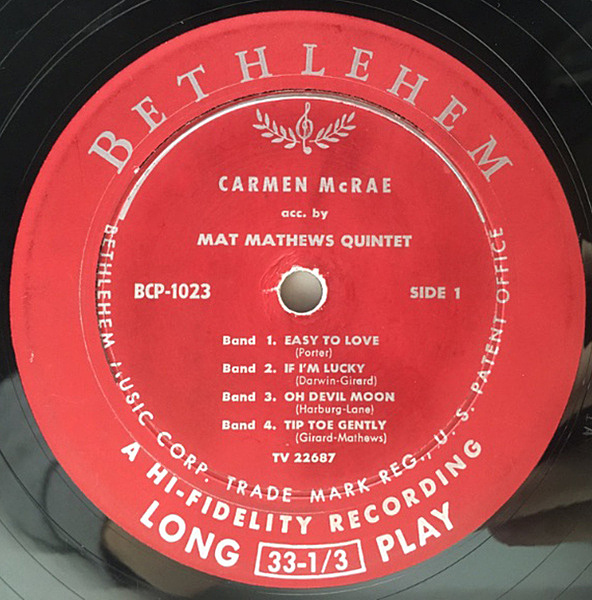 BETHLEHEM
CARMEN McRAE
acc. by
MAT MATHEWS QUINTET
BCP-1023
SIDE 1
Band 1. EASY TO LOVE
(Porter)
Band 2. IF I'M LUCKY
(Darwin-Girard)
Band 3. OH DEVIL MOON
(Harburg-Lane)
Band 4. TIP TOE GENTLY
(Girard-Mathews)
TV 22687
BETHLEHEM MUSIC CORP. TRADE MARK REG., U. S. PATENT OFFICE
A HI-FIDELITY RECORDING
LONG 33-1/3 PLAY